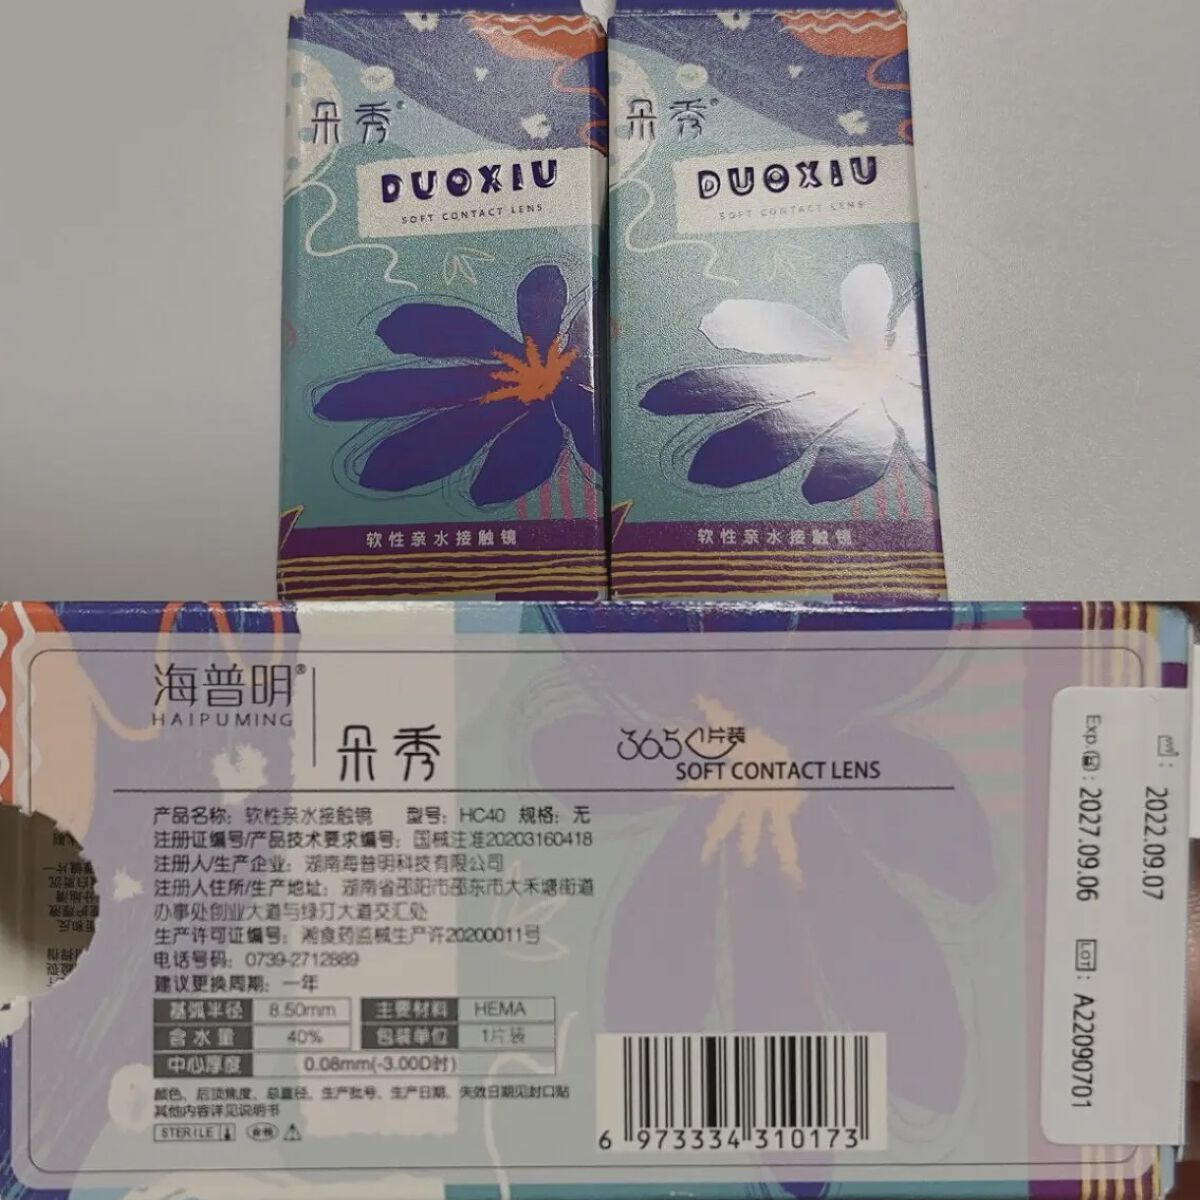 朵秀
DUOXIU
SOFT CONTACT LENS
软性亲水接触镜
朵秀
DUOXIU
SOFT CONTACT LENS
软性亲水接触镜
海普明®
HAIPUMING
朵秀
365 1片装
SOFT CONTACT LENS
产品名称：软性亲水接触镜 型号：HC40 规格：无
注册证编号/产品技术要求编号：国械注准20203160418
注册人/生产企业：湖南海普明科技有限公司
注册人住所/生产地址：湖南省邵阳市邵东市大禾塘街道
办事处创业大道与绿汀大道交汇处
生产许可证编号：湘食药监械生产许20200011号
电话号码：0739-2712889
建议更换周期：一年
基弧半径 8.50mm 主要材料 HEMA
含水量 40% 包装单位 1片装
中心厚度 0.08mm(-3.00D时)
颜色、后顶焦度、总直径、生产批号、生产日期、失效日期见封口贴
其他内容详见说明书
STERILE
合格
6 973334 310173
: 2022.09.07
Exp. : 2027.09.06 LOT : A22090701